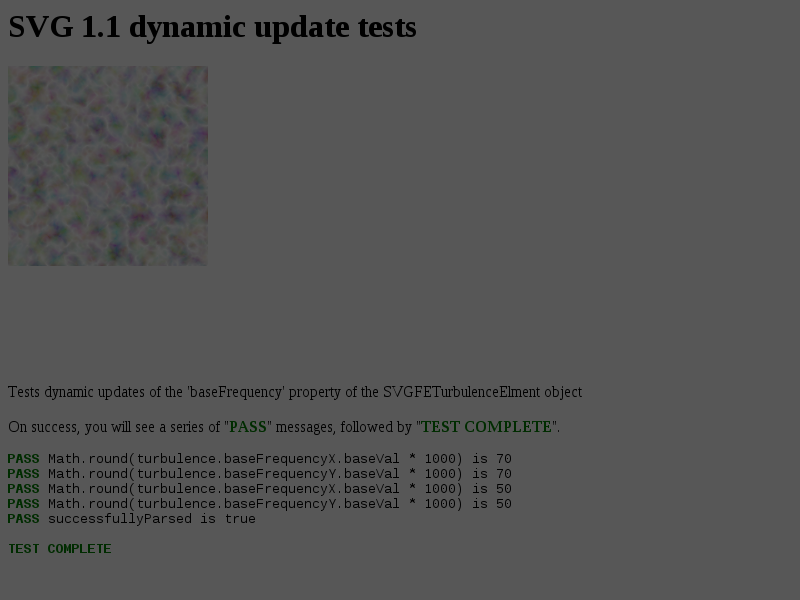 SVG 1.1 dynamic update tests
Tests dynamic updates of the 'baseFrequency' property of the SVGFETurbulenceElment object
On success, you will see a series of "PASS" messages, followed by "TEST COMPLETE".
PASS Math.round(turbulence.baseFrequencyX.baseVal * 1000) is 70
PASS Math.round(turbulence.baseFrequencyY.baseVal * 1000) is 70
PASS Math.round(turbulence.baseFrequencyX.baseVal * 1000) is 50
PASS Math.round(turbulence.baseFrequencyY.baseVal * 1000) is 50
PASS successfullyParsed is true
TEST COMPLETE